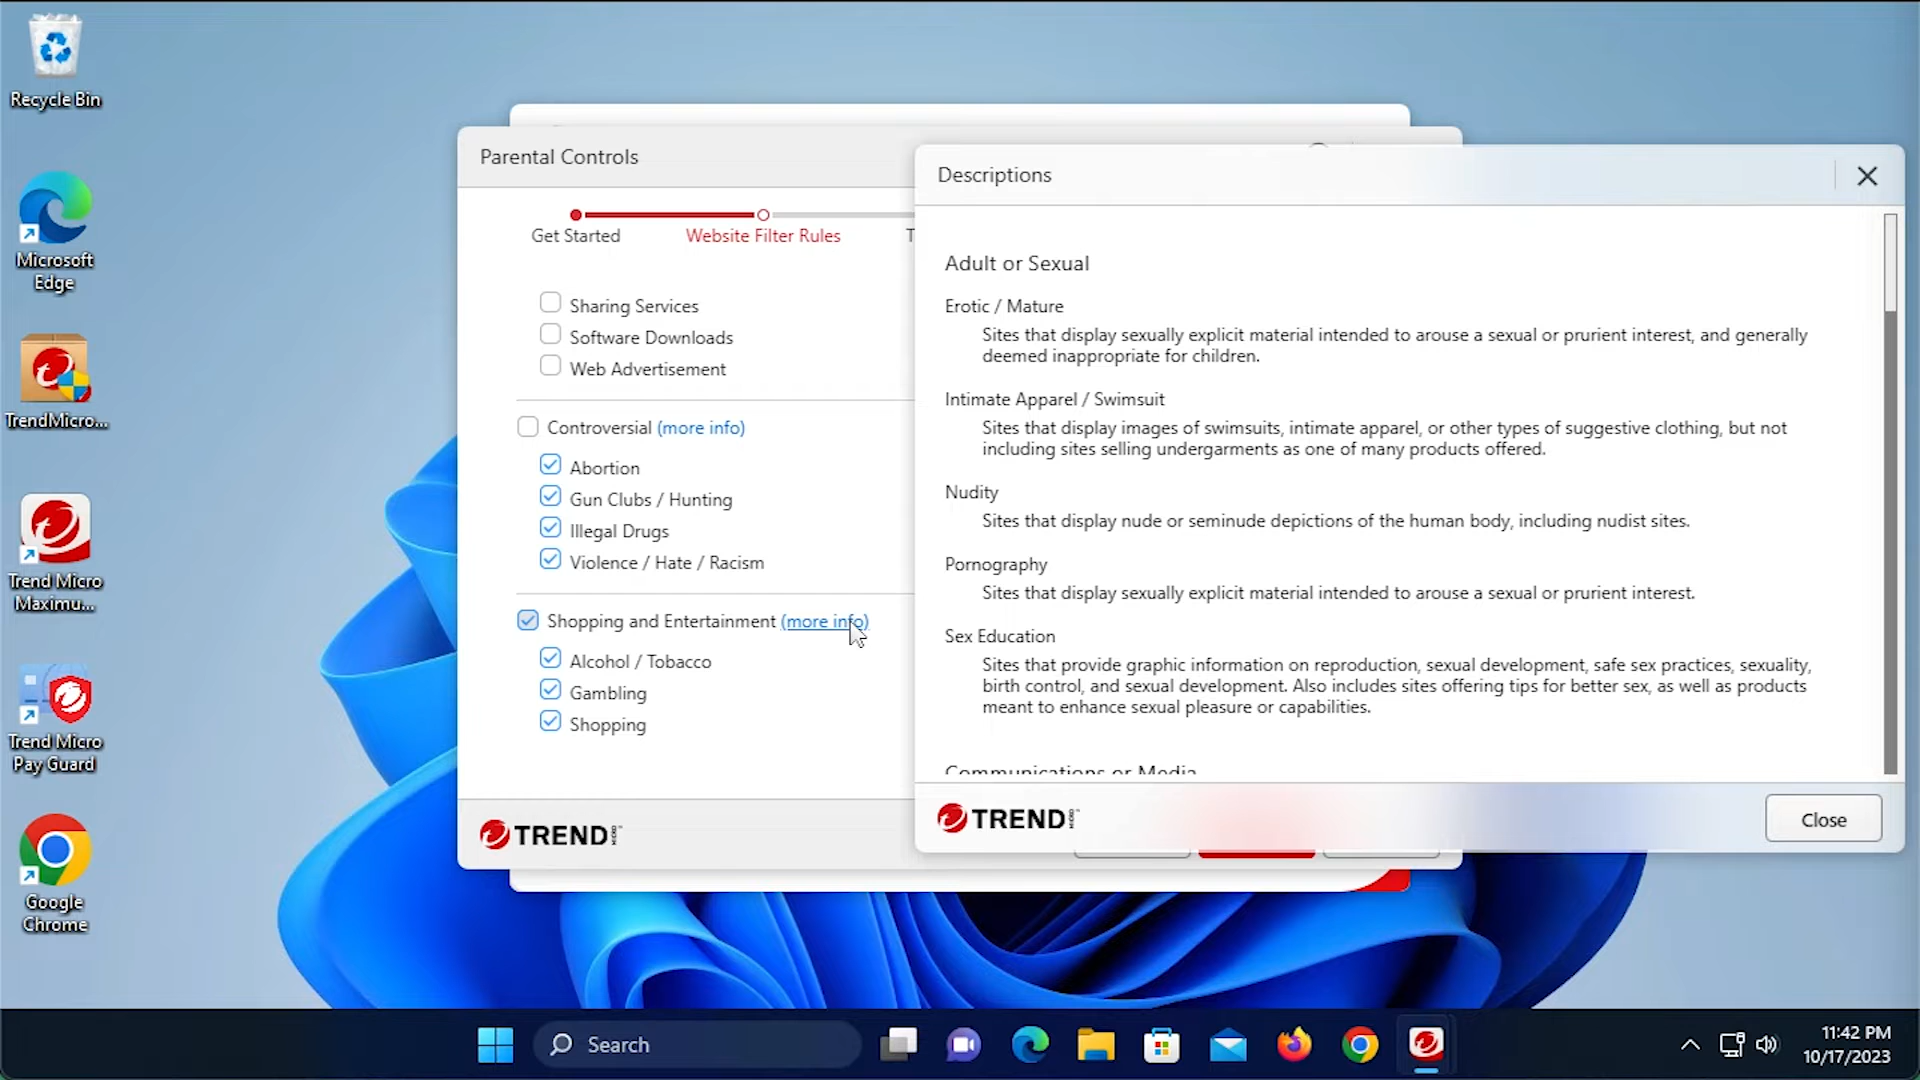 Recycle Bin
Microsoft
Edge
TrendMicro...
Trend Micro
Maximu...
Trend Micro
Pay Guard
Google
Chrome
Parental Controls
Get Started
Website Filter Rules
T
Sharing Services
Software Downloads
Web Advertisement
Controversial (more info)
Abortion
Gun Clubs / Hunting
Illegal Drugs
Violence / Hate / Racism
Shopping and Entertainment (more info)
Alcohol / Tobacco
Gambling
Shopping
TREND MICRO
Descriptions
Adult or Sexual
Erotic / Mature
Sites that display sexually explicit material intended to arouse a sexual or prurient interest, and generally
deemed inappropriate for children.
Intimate Apparel / Swimsuit
Sites that display images of swimsuits, intimate apparel, or other types of suggestive clothing, but not
including sites selling undergarments as one of many products offered.
Nudity
Sites that display nude or seminude depictions of the human body, including nudist sites.
Pornography
Sites that display sexually explicit material intended to arouse a sexual or prurient interest.
Sex Education
Sites that provide graphic information on reproduction, sexual development, safe sex practices, sexuality,
birth control, and sexual development. Also includes sites offering tips for better sex, as well as products
meant to enhance sexual pleasure or capabilities.
Communications or Media
TREND MICRO
Close
Search
11:42 PM
10/17/2023